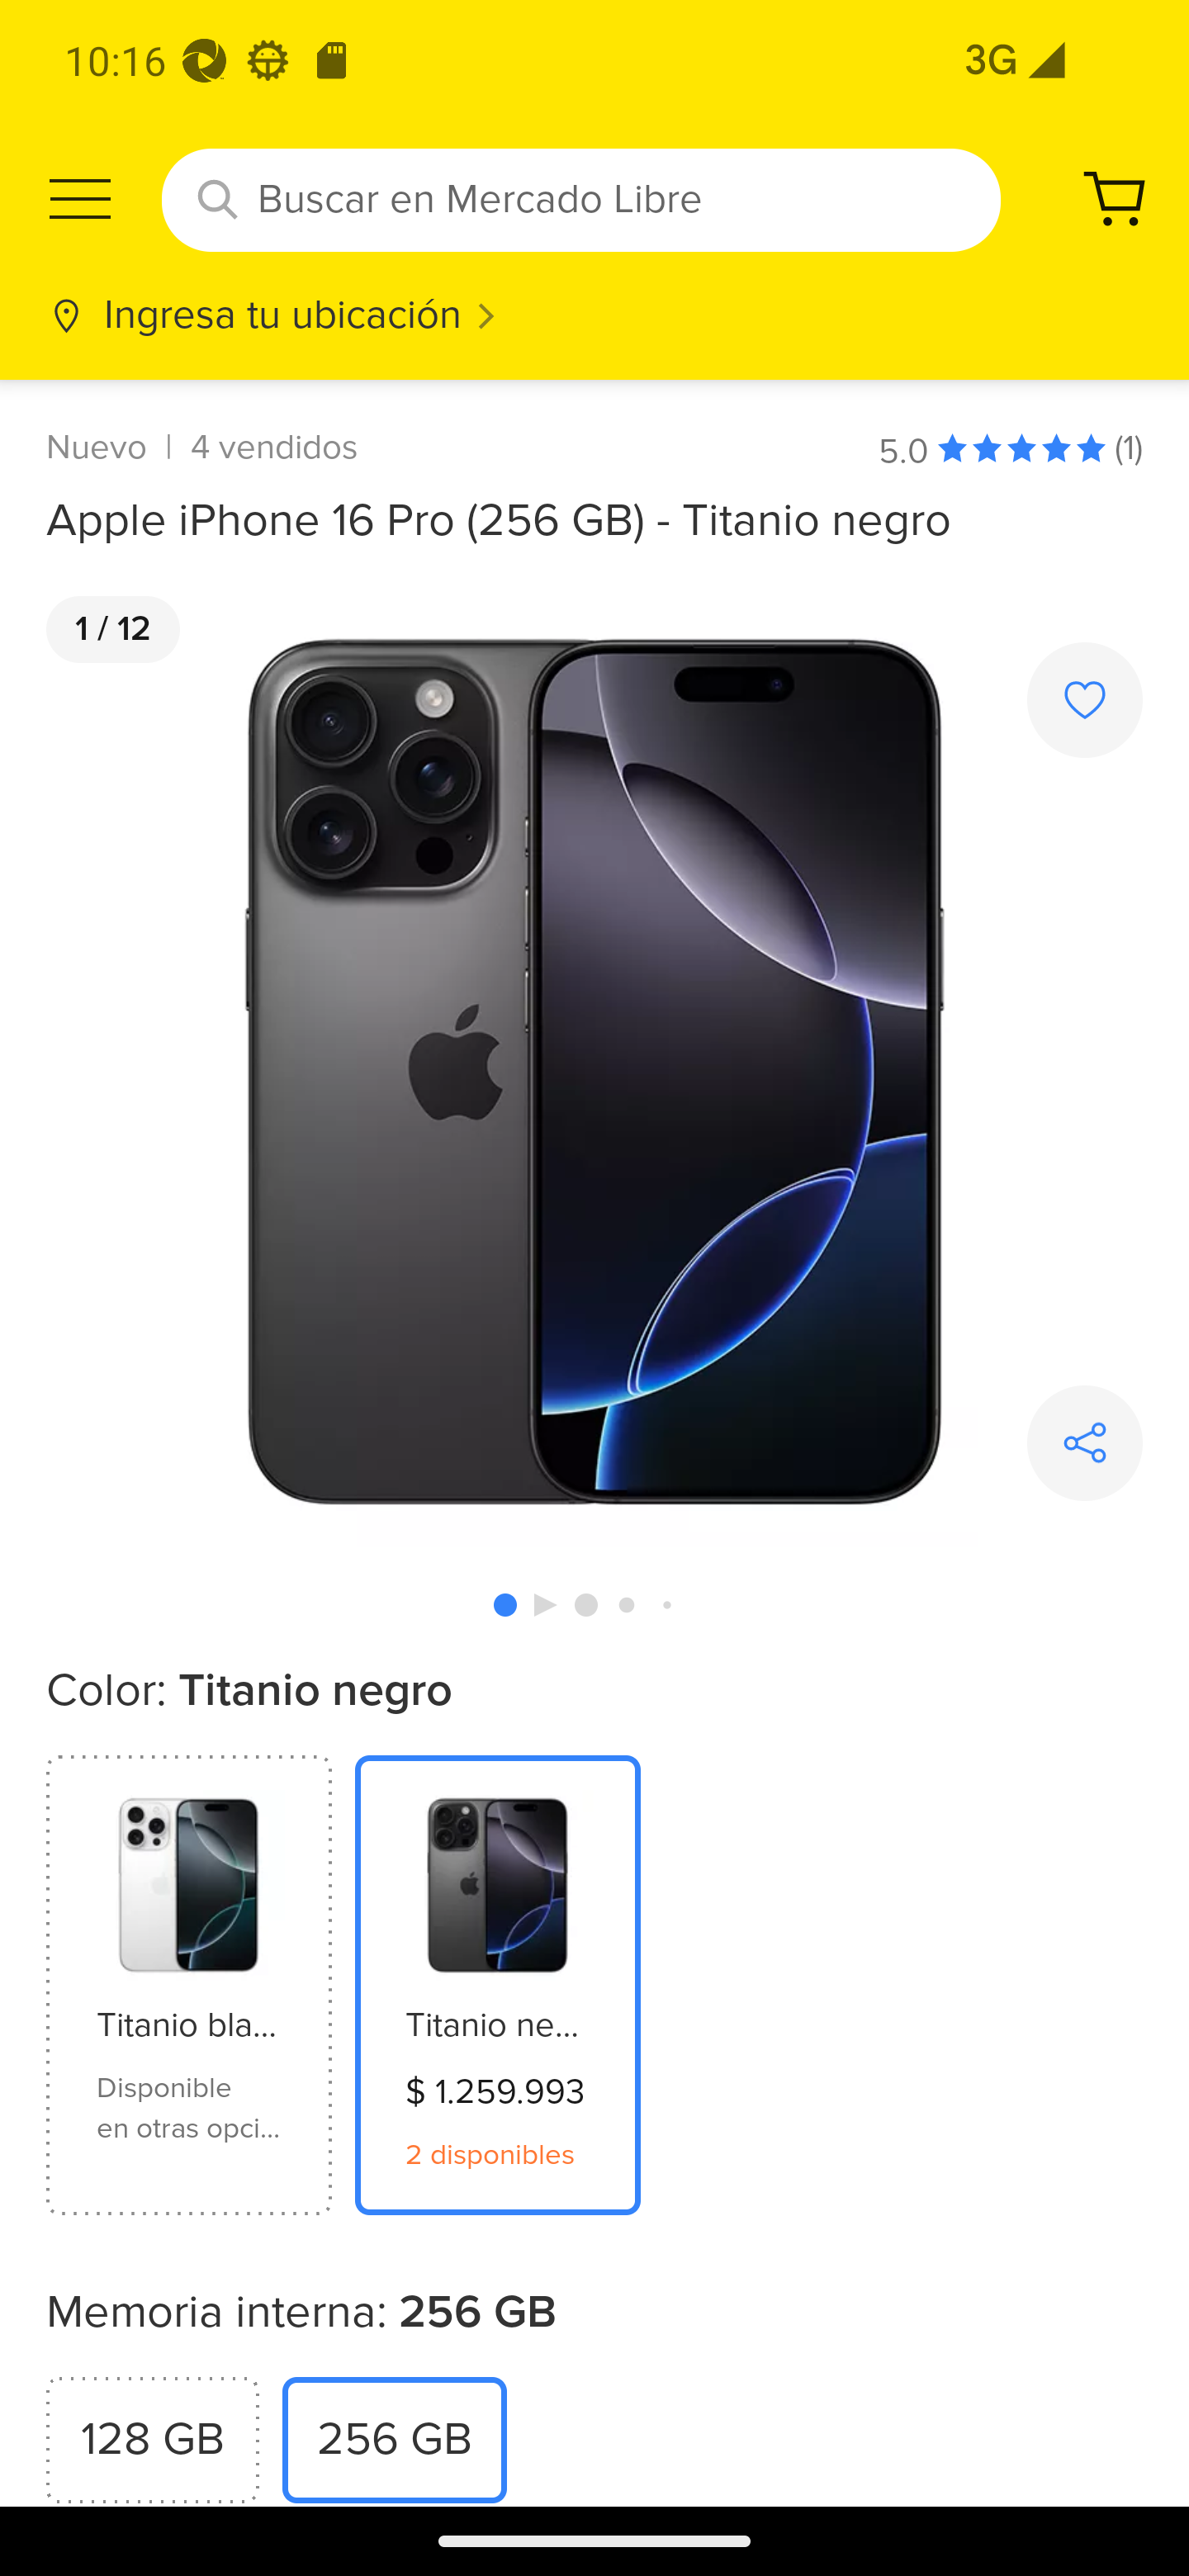 10:16
3G
Buscar en Mercado Libre
Ingresa tu ubicación
Nuevo | 4 vendidos
5.0 (1)
Apple iPhone 16 Pro (256 GB) - Titanio negro
1 / 12
Color: Titanio negro
Titanio bla...
Disponible
en otras opci...
Titanio ne...
$ 1.259.993
2 disponibles
Memoria interna: 256 GB
128 GB
256 GB